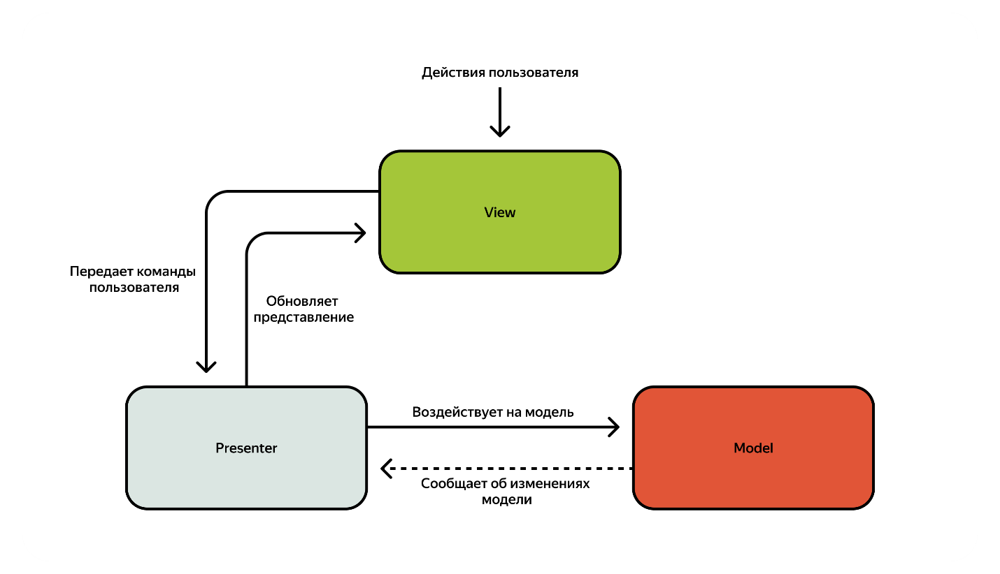 Действия пользователя
View
Передает команды
пользователя
Обновляет
представление
Воздействует на модель
Presenter
Model
Сообщает об изменениях
модели